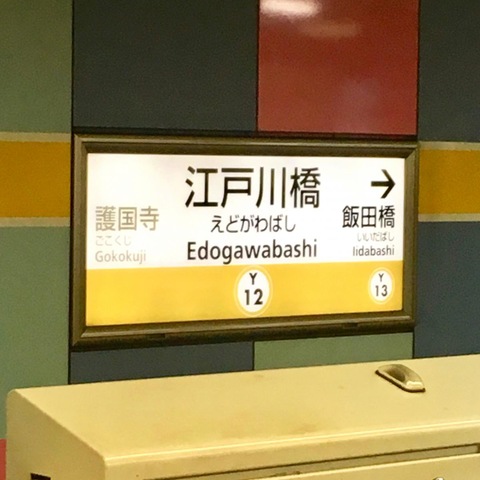 江戸川橋
えどがわばし
Edogawabashi
護国寺
ごこくじ
Gokokuji
→
飯田橋
いいだばし
Iidabashi
Y
12
Y
13